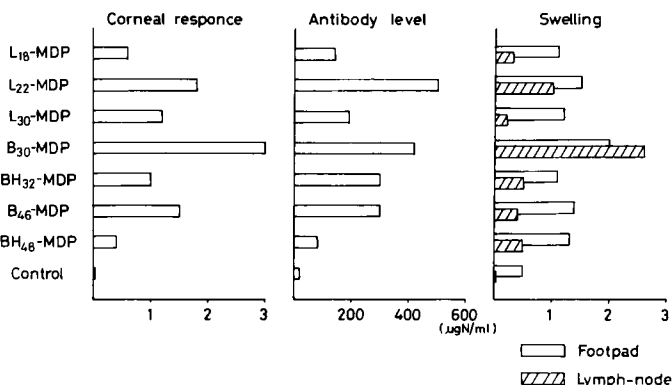 Corneal responce Antibody level Swelling
L18-MDP
L22-MDP
L30-MDP
B30-MDP
BH32-MDP
B46-MDP
BH48-MDP
Control
1 2 3 200 400 600 1 2 3
(µgN/ml)
Footpad
Lymph-node